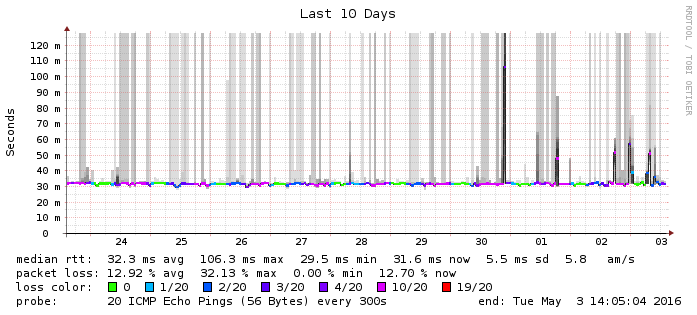 Last 10 Days
RRDTOOL / TOBI OETIKER
Seconds
120 m
110 m
100 m
90 m
80 m
70 m
60 m
50 m
40 m
30 m
20 m
10 m
0
24 25 26 27 28 29 30 01 02 03
median rtt: 32.3 ms avg 106.3 ms max 29.5 ms min 31.6 ms now 5.5 ms sd 5.8 am/s
packet loss: 12.92 % avg 32.13 % max 0.00 % min 12.70 % now
loss color: 0 1/20 2/20 3/20 4/20 10/20 19/20
probe: 20 ICMP Echo Pings (56 Bytes) every 300s end: Tue May 3 14:05:04 2016